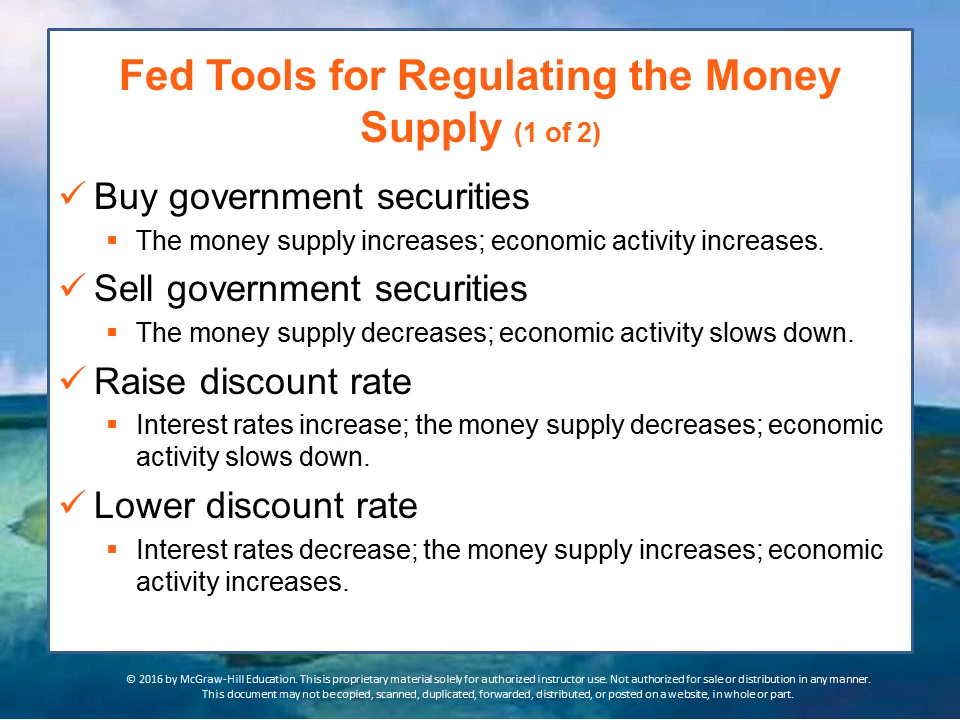 Fed Tools for Regulating the Money
Supply (1 of 2)
Buy government securities
The money supply increases; economic activity increases.
Sell government securities
The money supply decreases; economic activity slows down.
Raise discount rate
Interest rates increase; the money supply decreases; economic
activity slows down.
Lower discount rate
Interest rates decrease; the money supply increases; economic
activity increases.
© 2016 by McGraw-Hill Education. This is proprietary material solely for authorized instructor use. Not authorized for sale or distribution in any manner.
This document may not be copied, scanned, duplicated, forwarded, distributed, or posted on a website, in whole or part.